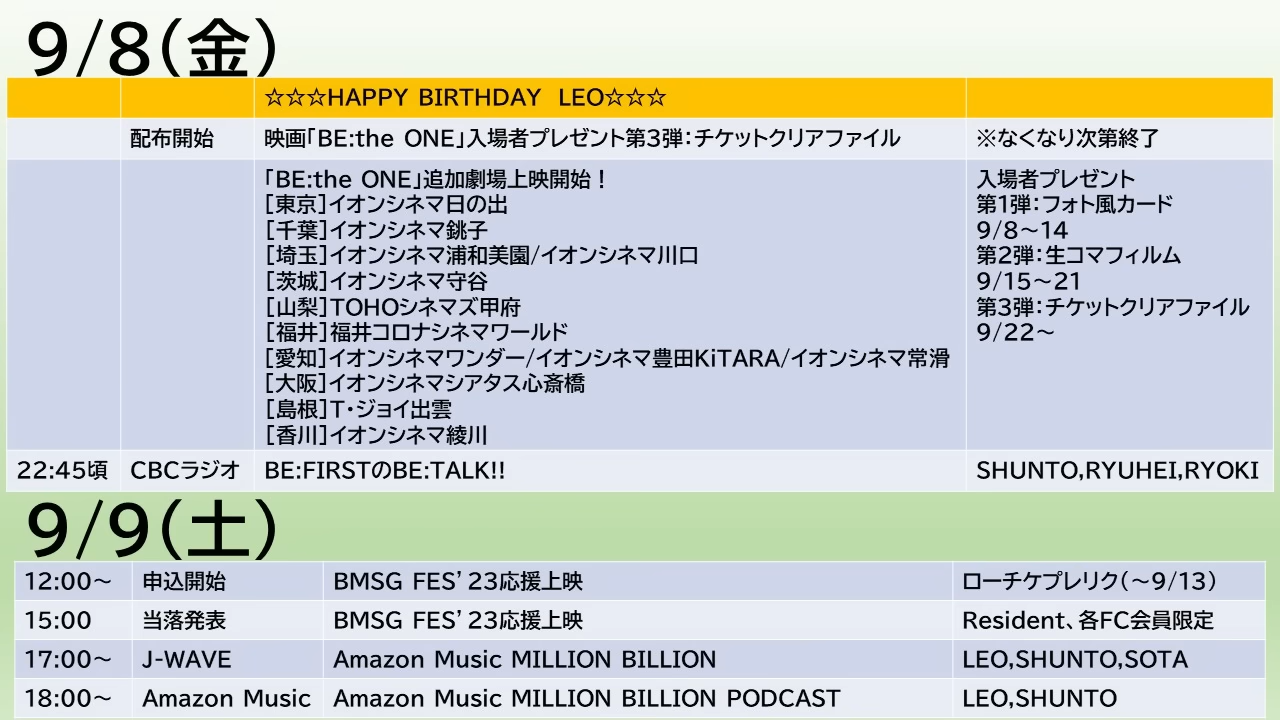 9/8(金)
☆☆☆HAPPY BIRTHDAY LEO☆☆☆
配布開始 映画「BE:the ONE」入場者プレゼント第3弾:チケットクリアファイル ※なくなり次第終了
「BE:the ONE」追加劇場上映開始!
[東京]イオンシネマ日の出
[千葉]イオンシネマ銚子
[埼玉]イオンシネマ浦和美園/イオンシネマ川口
[茨城]イオンシネマ守谷
[山梨]TOHOシネマズ甲府
[福井]福井コロナシネマワールド
[愛知]イオンシネマワンダー/イオンシネマ豊田KiTARA/イオンシネマ常滑
[大阪]イオンシネマシアタス心斎橋
[島根]T・ジョイ出雲
[香川]イオンシネマ綾川
入場者プレゼント
第1弾:フォト風カード
9/8~14
第2弾:生コマフィルム
9/15~21
第3弾:チケットクリアファイル
9/22~
22:45頃 CBCラジオ BE:FIRSTのBE:TALK!! SHUNTO,RYUHEI,RYOKI
9/9(土)
12:00~ 申込開始 BMSG FES’23応援上映 ローチケプレリク(~9/13)
15:00 当落発表 BMSG FES’23応援上映 Resident、各FC会員限定
17:00~ J-WAVE Amazon Music MILLION BILLION LEO,SHUNTO,SOTA
18:00~ Amazon Music Amazon Music MILLION BILLION PODCAST LEO,SHUNTO